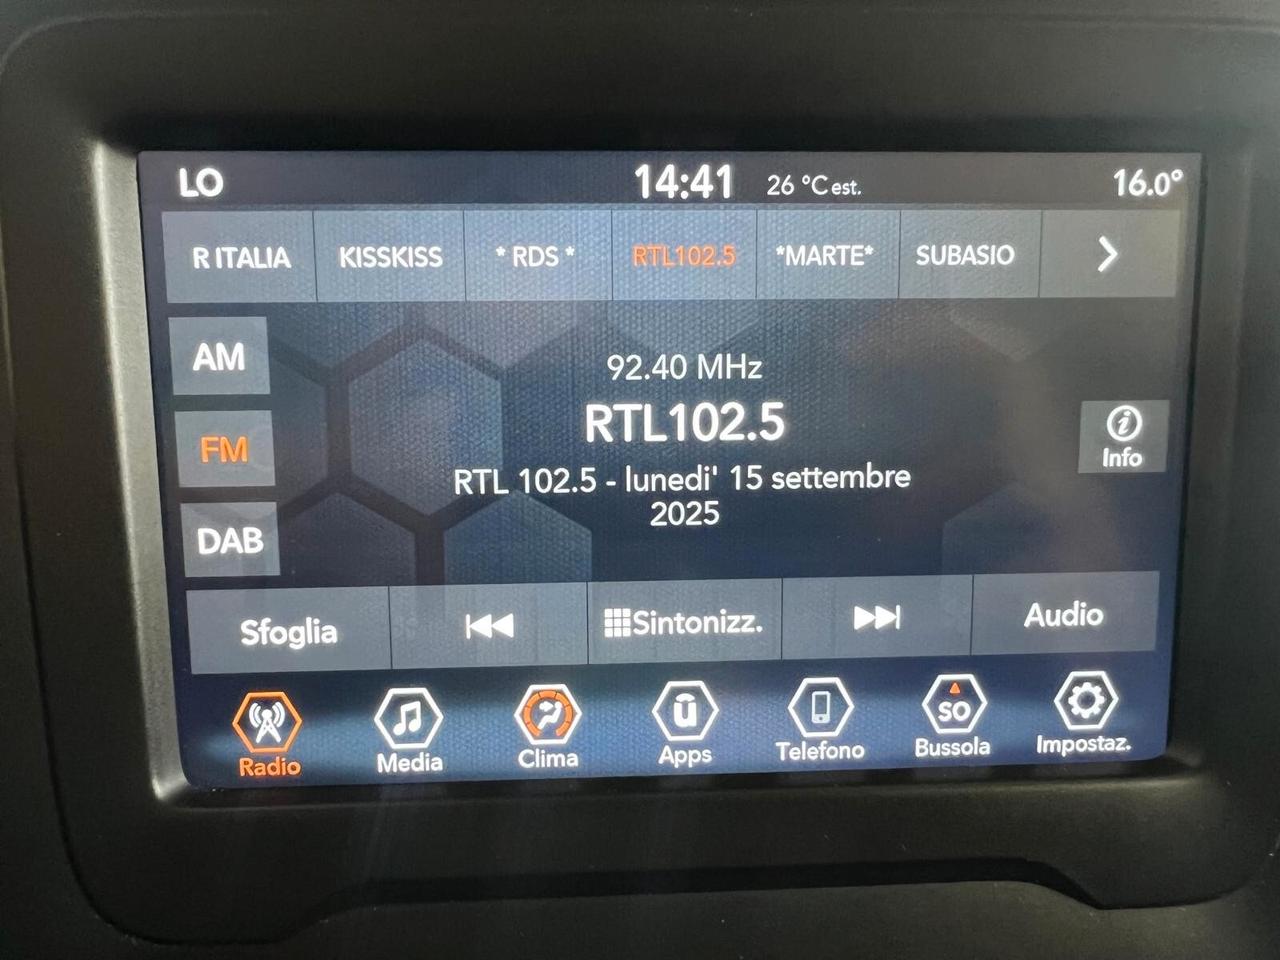 LO 14:41 26 °C est. 16.0°
R ITALIA KISSKISS * RDS * RTL102.5 *MARTE* SUBASIO
AM
92.40 MHz
RTL102.5
FM
i
Info
RTL 102.5 - lunedi' 15 settembre
2025
DAB
Sfoglia Sintonizz. Audio
ū SO
Radio Media Clima Apps Telefono Bussola Impostaz.